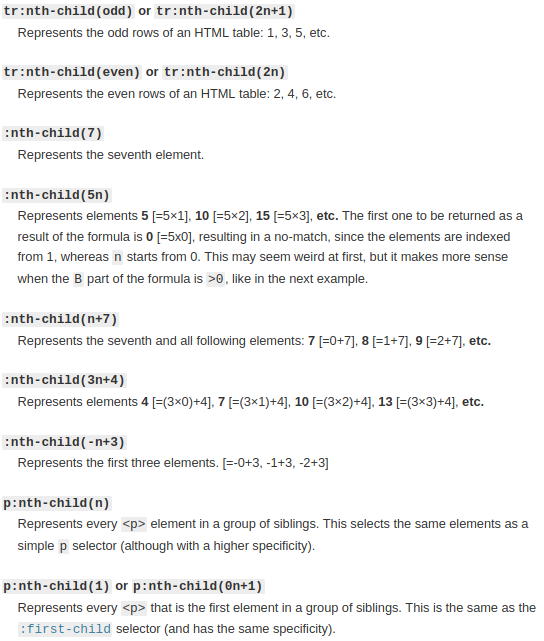 tr:nth-child(odd) or tr:nth-child(2n+1)
Represents the odd rows of an HTML table: 1, 3, 5, etc.
tr:nth-child(even) or tr:nth-child(2n)
Represents the even rows of an HTML table: 2, 4, 6, etc.
:nth-child(7)
Represents the seventh element.
:nth-child(5n)
Represents elements 5 [=5×1], 10 [=5×2], 15 [=5×3], etc. The first one to be returned as a
result of the formula is 0 [=5x0], resulting in a no-match, since the elements are indexed
from 1, whereas n starts from 0. This may seem weird at first, but it makes more sense
when the B part of the formula is >0, like in the next example.
:nth-child(n+7)
Represents the seventh and all following elements: 7 [=0+7], 8 [=1+7], 9 [=2+7], etc.
:nth-child(3n+4)
Represents elements 4 [=(3×0)+4], 7 [=(3×1)+4], 10 [=(3×2)+4], 13 [=(3×3)+4], etc.
:nth-child(-n+3)
Represents the first three elements. [=-0+3, -1+3, -2+3]
p:nth-child(n)
Represents every <p> element in a group of siblings. This selects the same elements as a
simple p selector (although with a higher specificity).
p:nth-child(1) or p:nth-child(0n+1)
Represents every <p> that is the first element in a group of siblings. This is the same as the
:first-child selector (and has the same specificity).